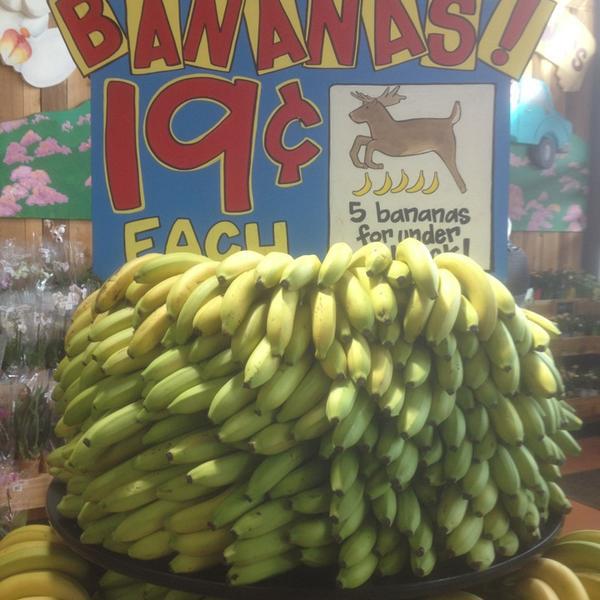 BANANAS!
19¢
EACH
5 bananas
for under